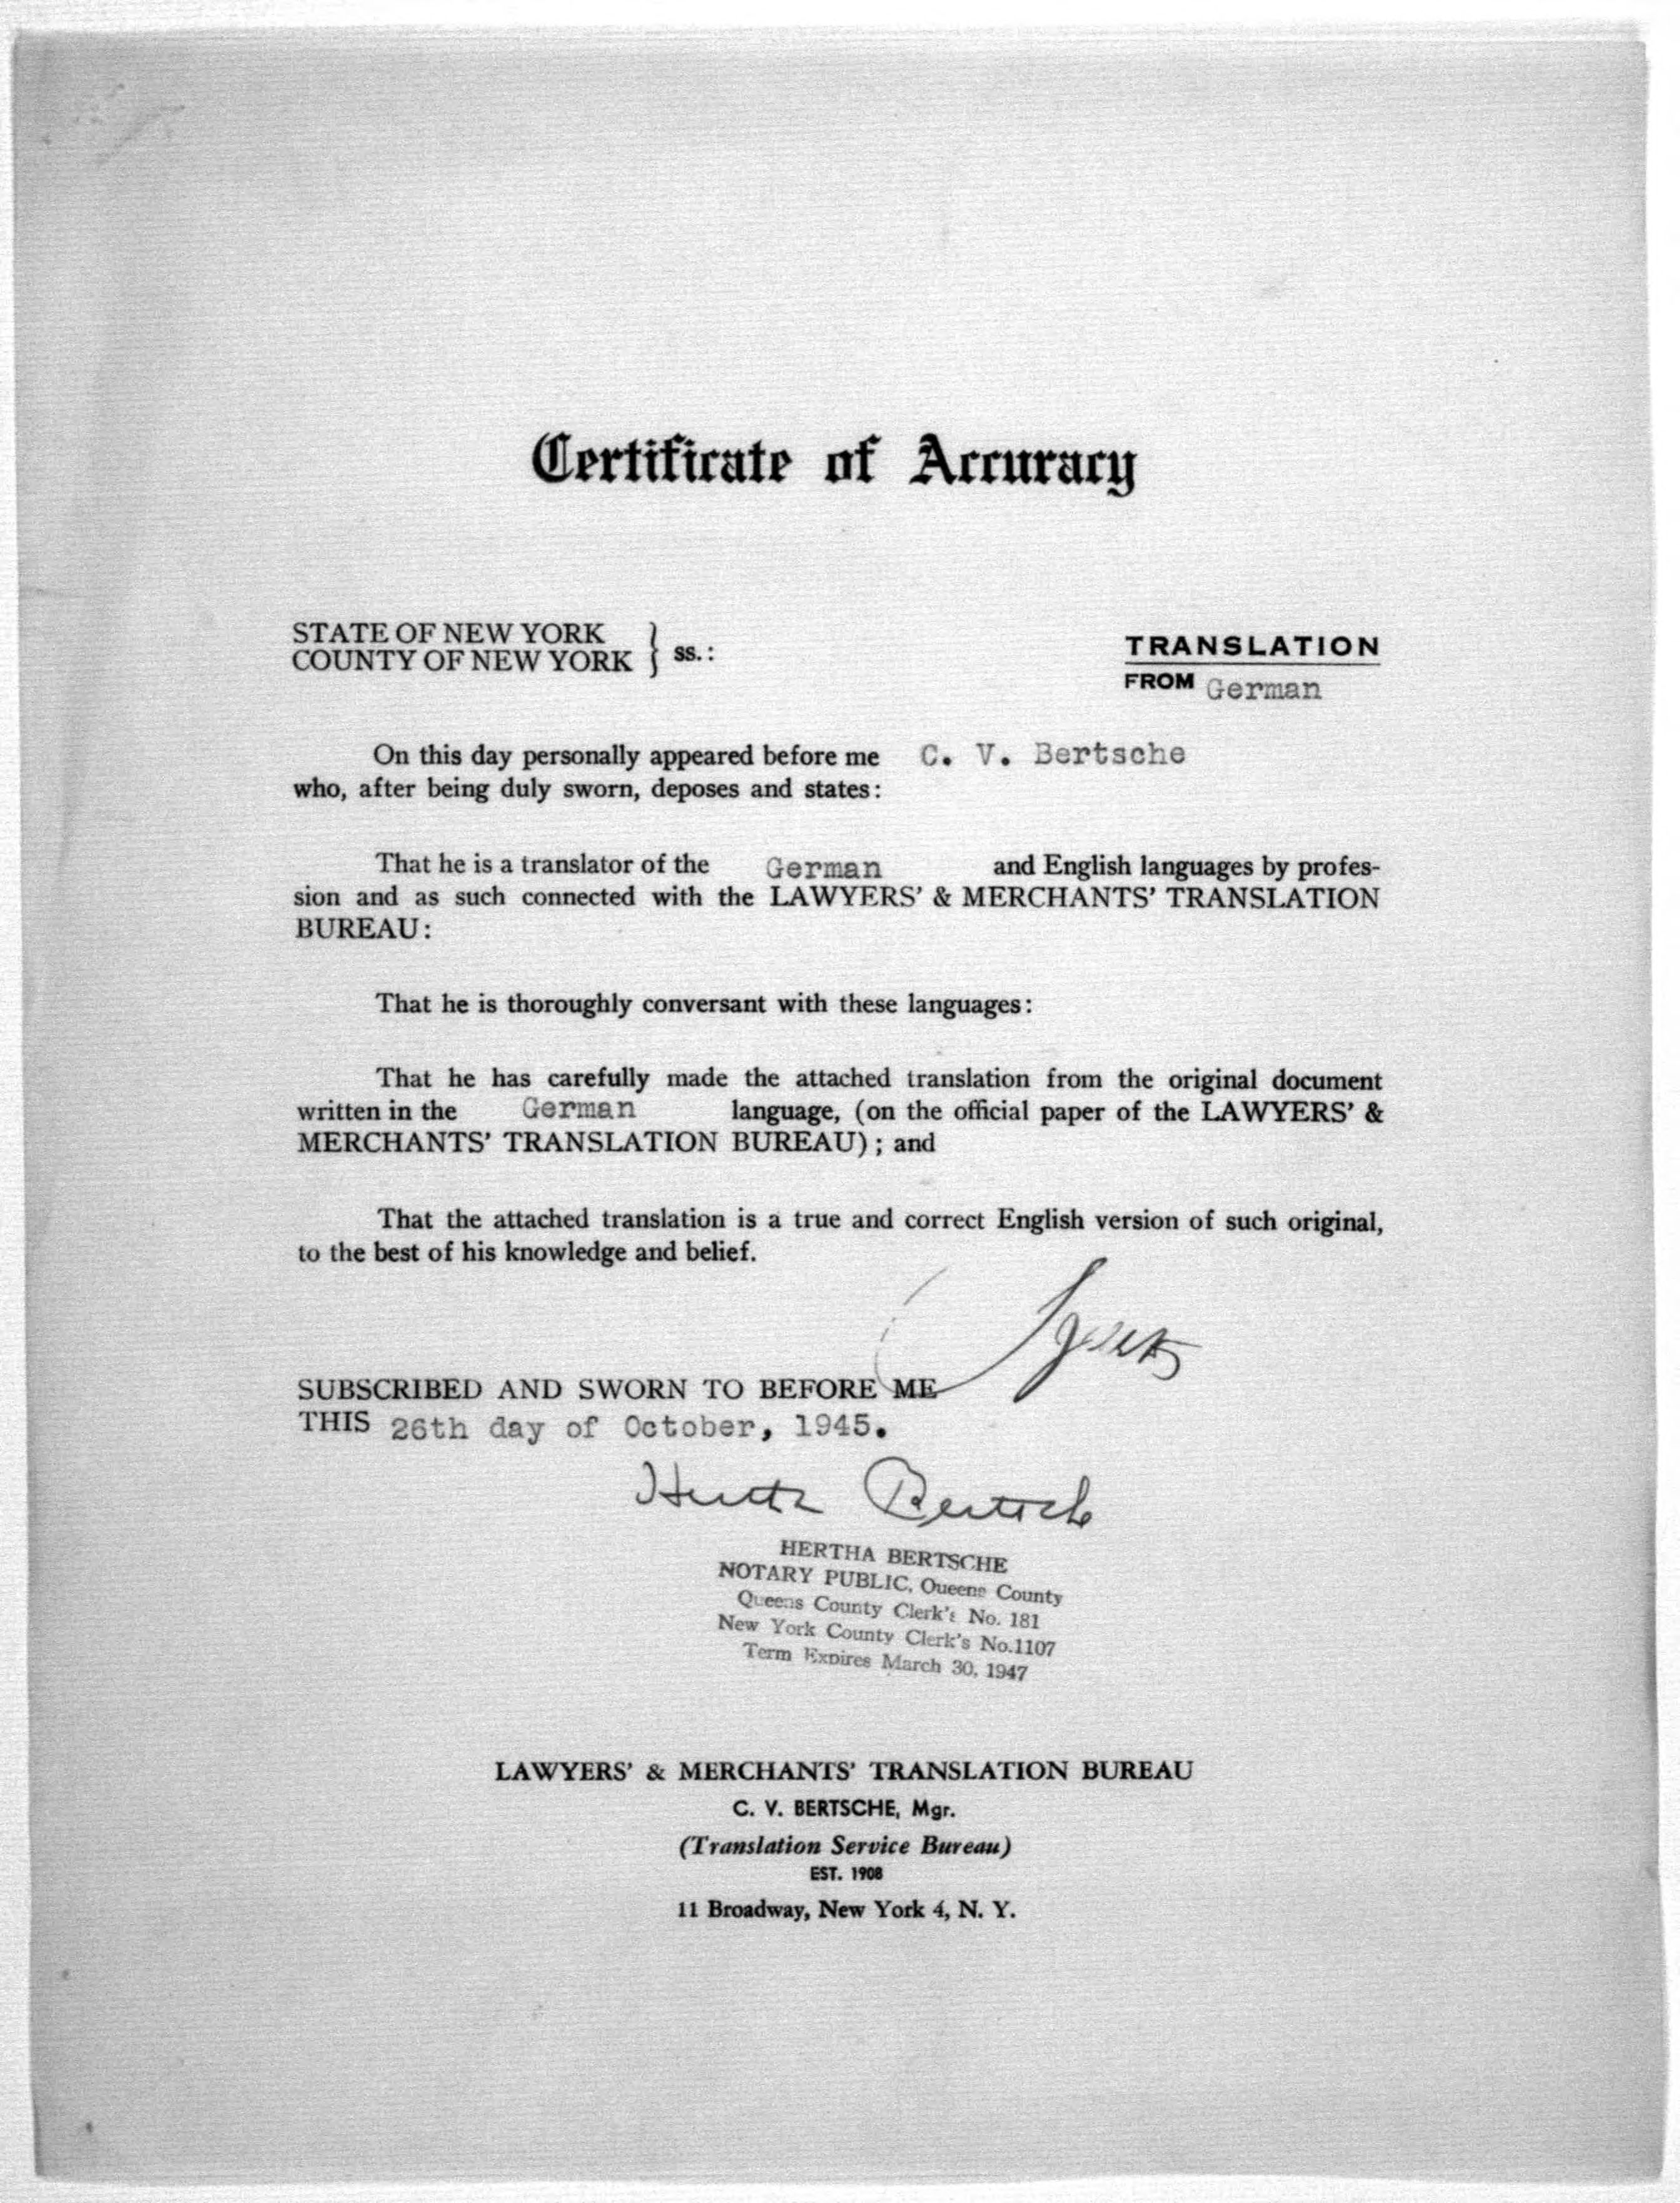 Certificate of Accuracy
STATE OF NEW YORK
COUNTY OF NEW YORK } ss.:
TRANSLATION
FROM German
On this day personally appeared before me C. V. Bertsche
who, after being duly sworn, deposes and states:
That he is a translator of the German and English languages by profes-
sion and as such connected with the LAWYERS' & MERCHANTS' TRANSLATION
BUREAU:
That he is thoroughly conversant with these languages:
That he has carefully made the attached translation from the original document
written in the German language, (on the official paper of the LAWYERS' &
MERCHANTS' TRANSLATION BUREAU); and
That the attached translation is a true and correct English version of such original,
to the best of his knowledge and belief.
SUBSCRIBED AND SWORN TO BEFORE ME
THIS 26th day of October, 1945.
Hertha Bertsche
HERTHA BERTSCHE
NOTARY PUBLIC, Queens County
Queens County Clerk's No. 181
New York County Clerk's No.1107
Term Expires March 30, 1947
LAWYERS' & MERCHANTS' TRANSLATION BUREAU
C. V. BERTSCHE, Mgr.
(Translation Service Bureau)
EST. 1908
11 Broadway, New York 4, N. Y.